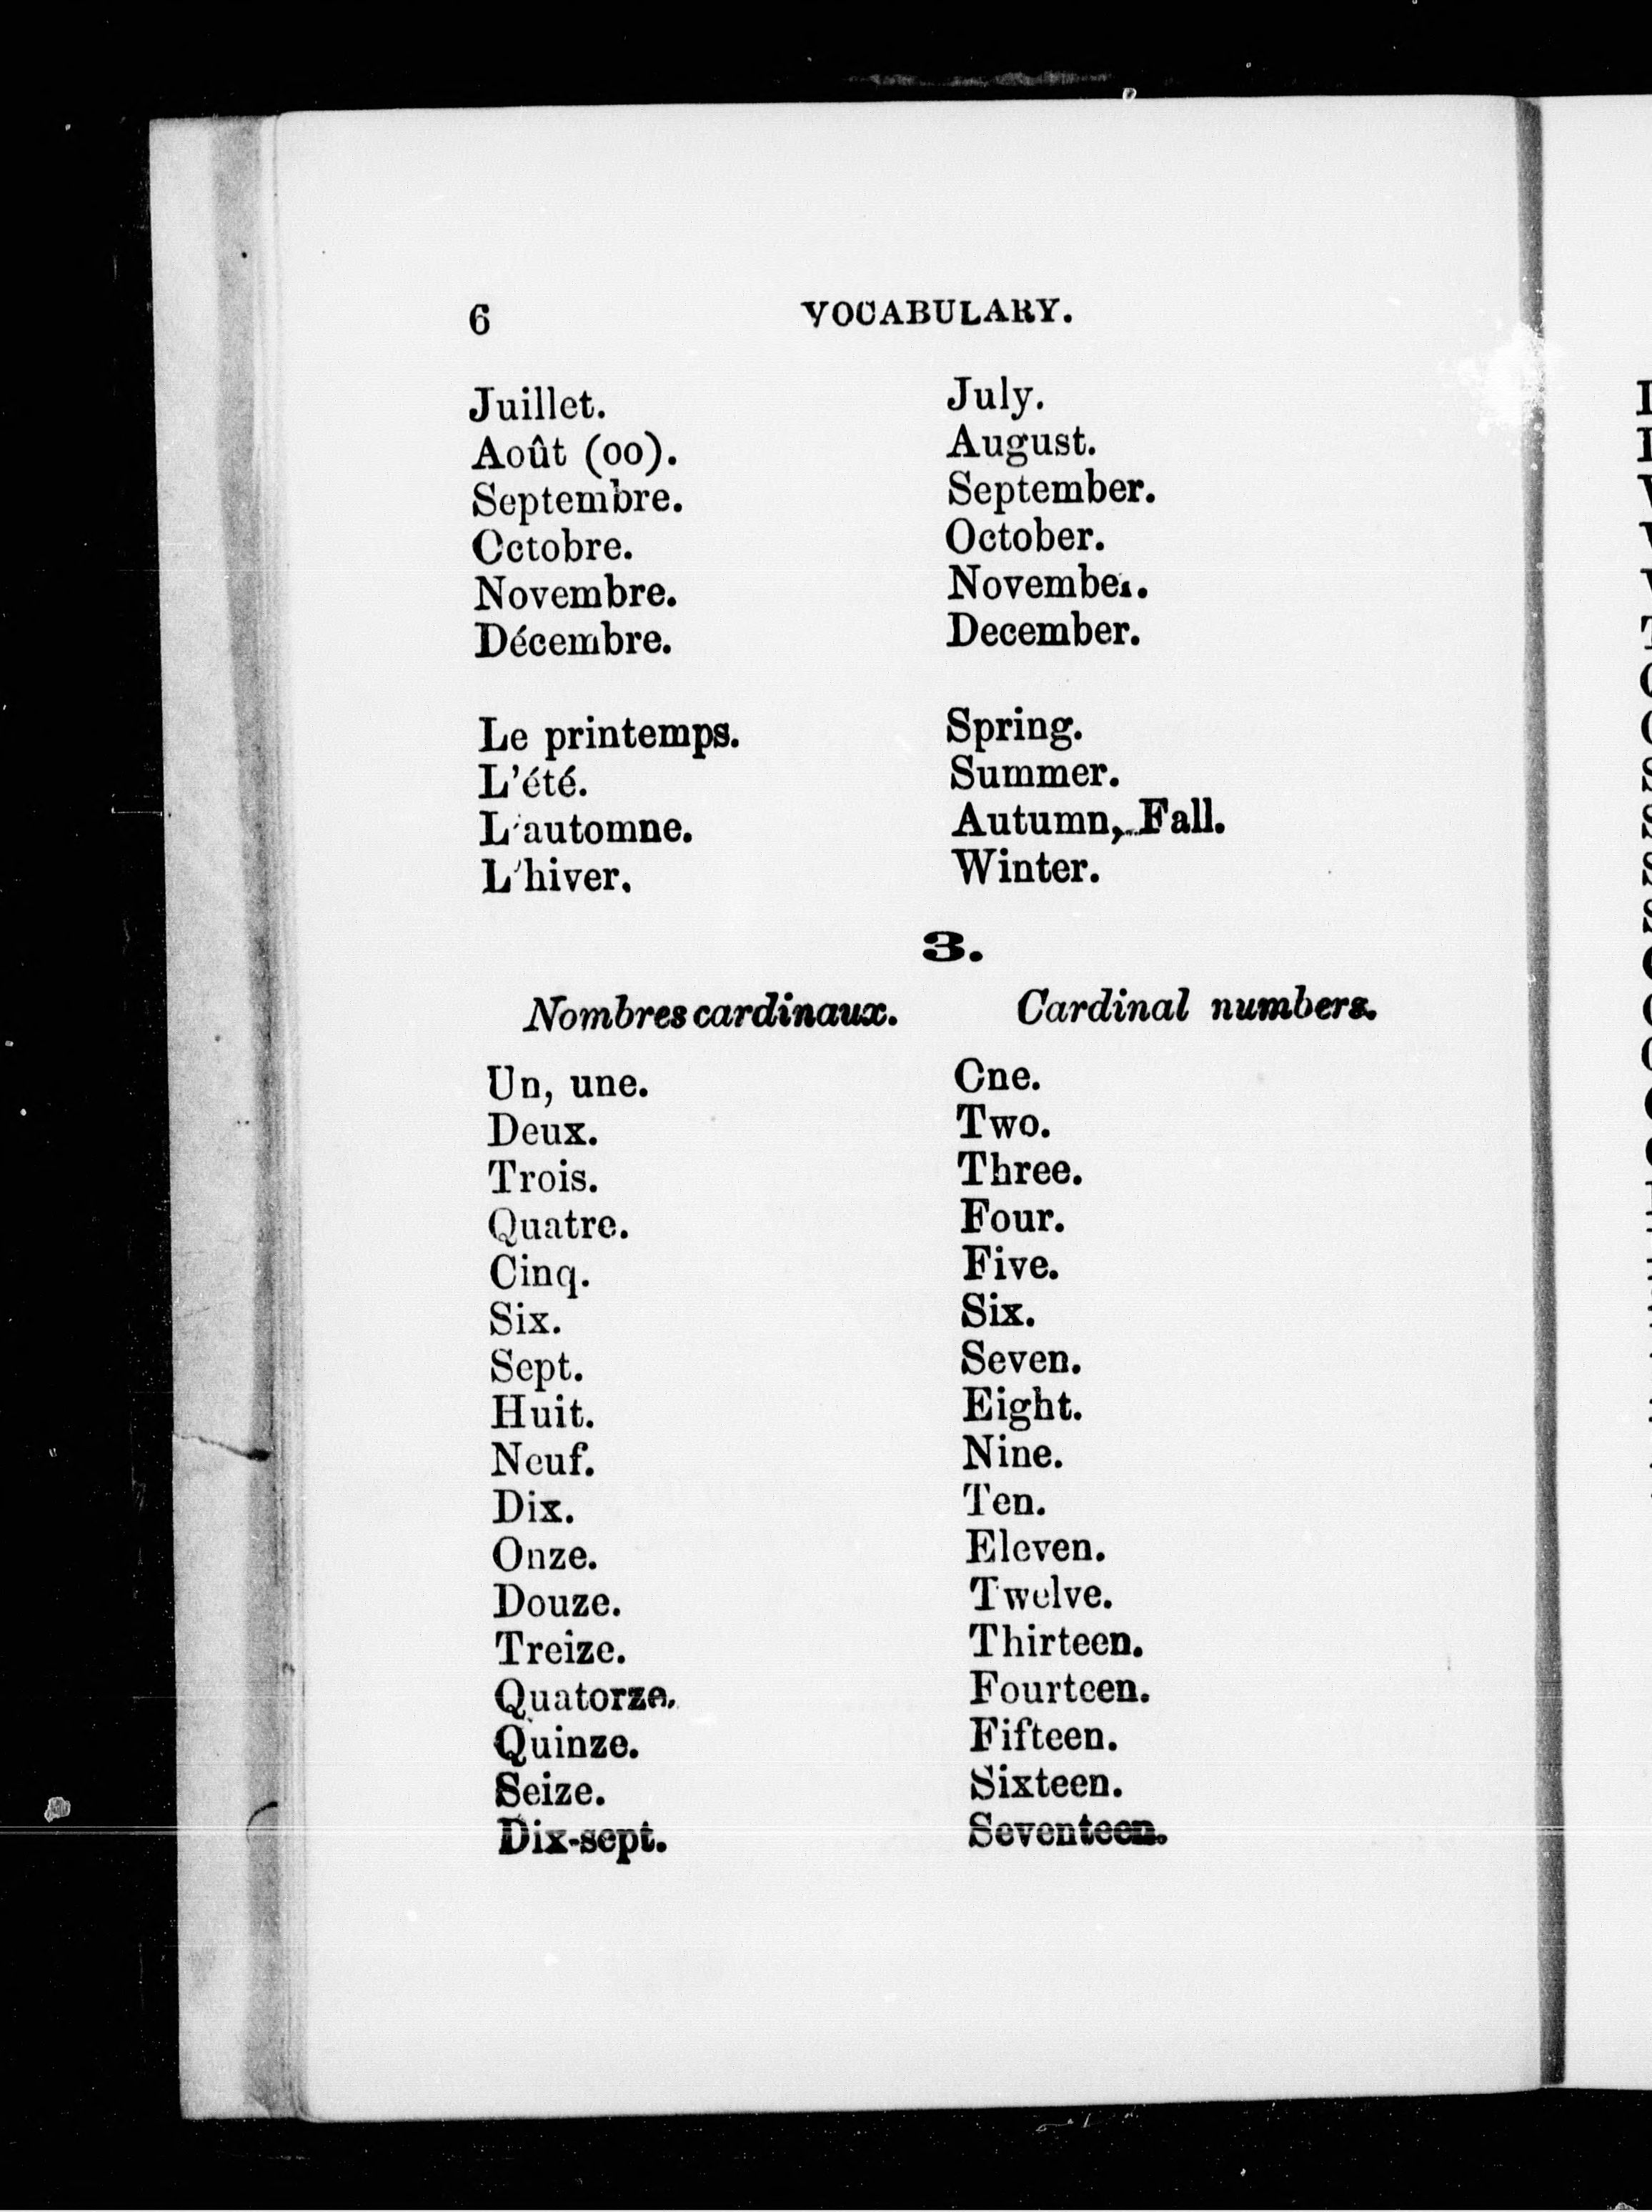 6 VOCABULARY.
Juillet. July.
Août (oo). August.
Septembre. September.
Octobre. October.
Novembre. November.
Décembre. December.
Le printemps. Spring.
L'été. Summer.
L'automne. Autumn, Fall.
L'hiver. Winter.
3.
Nombres cardinaux. Cardinal numbers.
Un, une. One.
Deux. Two.
Trois. Three.
Quatre. Four.
Cinq. Five.
Six. Six.
Sept. Seven.
Huit. Eight.
Neuf. Nine.
Dix. Ten.
Onze. Eleven.
Douze. Twelve.
Treize. Thirteen.
Quatorze. Fourteen.
Quinze. Fifteen.
Seize. Sixteen.
Dix-sept. Seventeen.